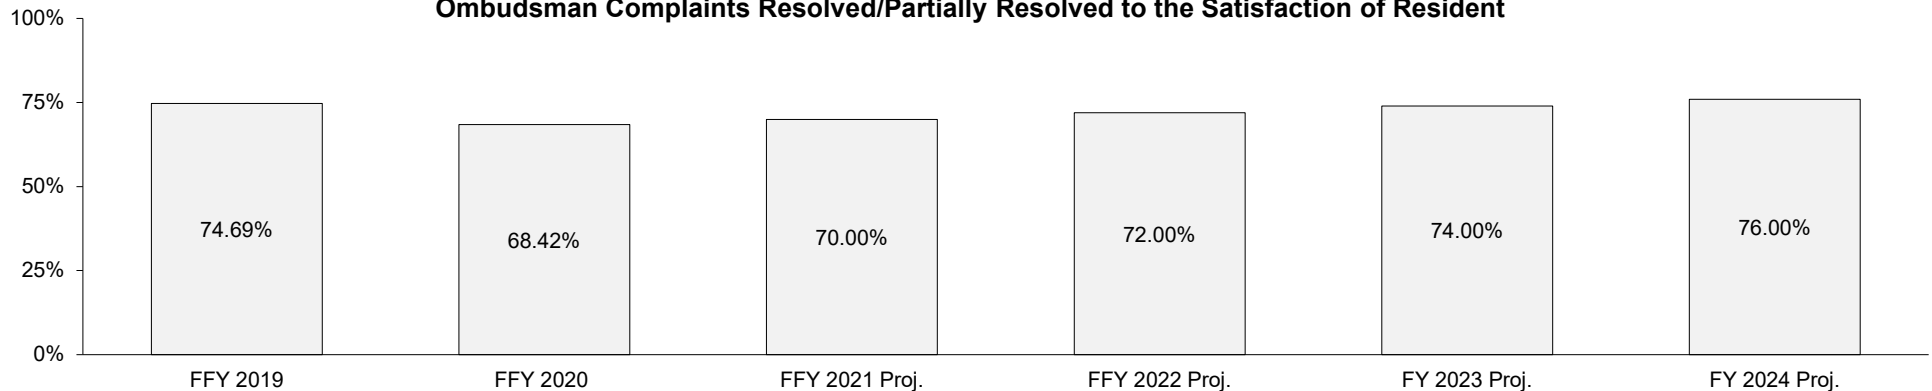 Ombudsman Complaints Resolved/Partially Resolved to the Satisfaction of Resident
100%
75%
50%
25%
0%
74.69%
68.42%
70.00%
72.00%
74.00%
76.00%
FFY 2019
FFY 2020
FFY 2021 Proj.
FFY 2022 Proj.
FY 2023 Proj.
FY 2024 Proj.